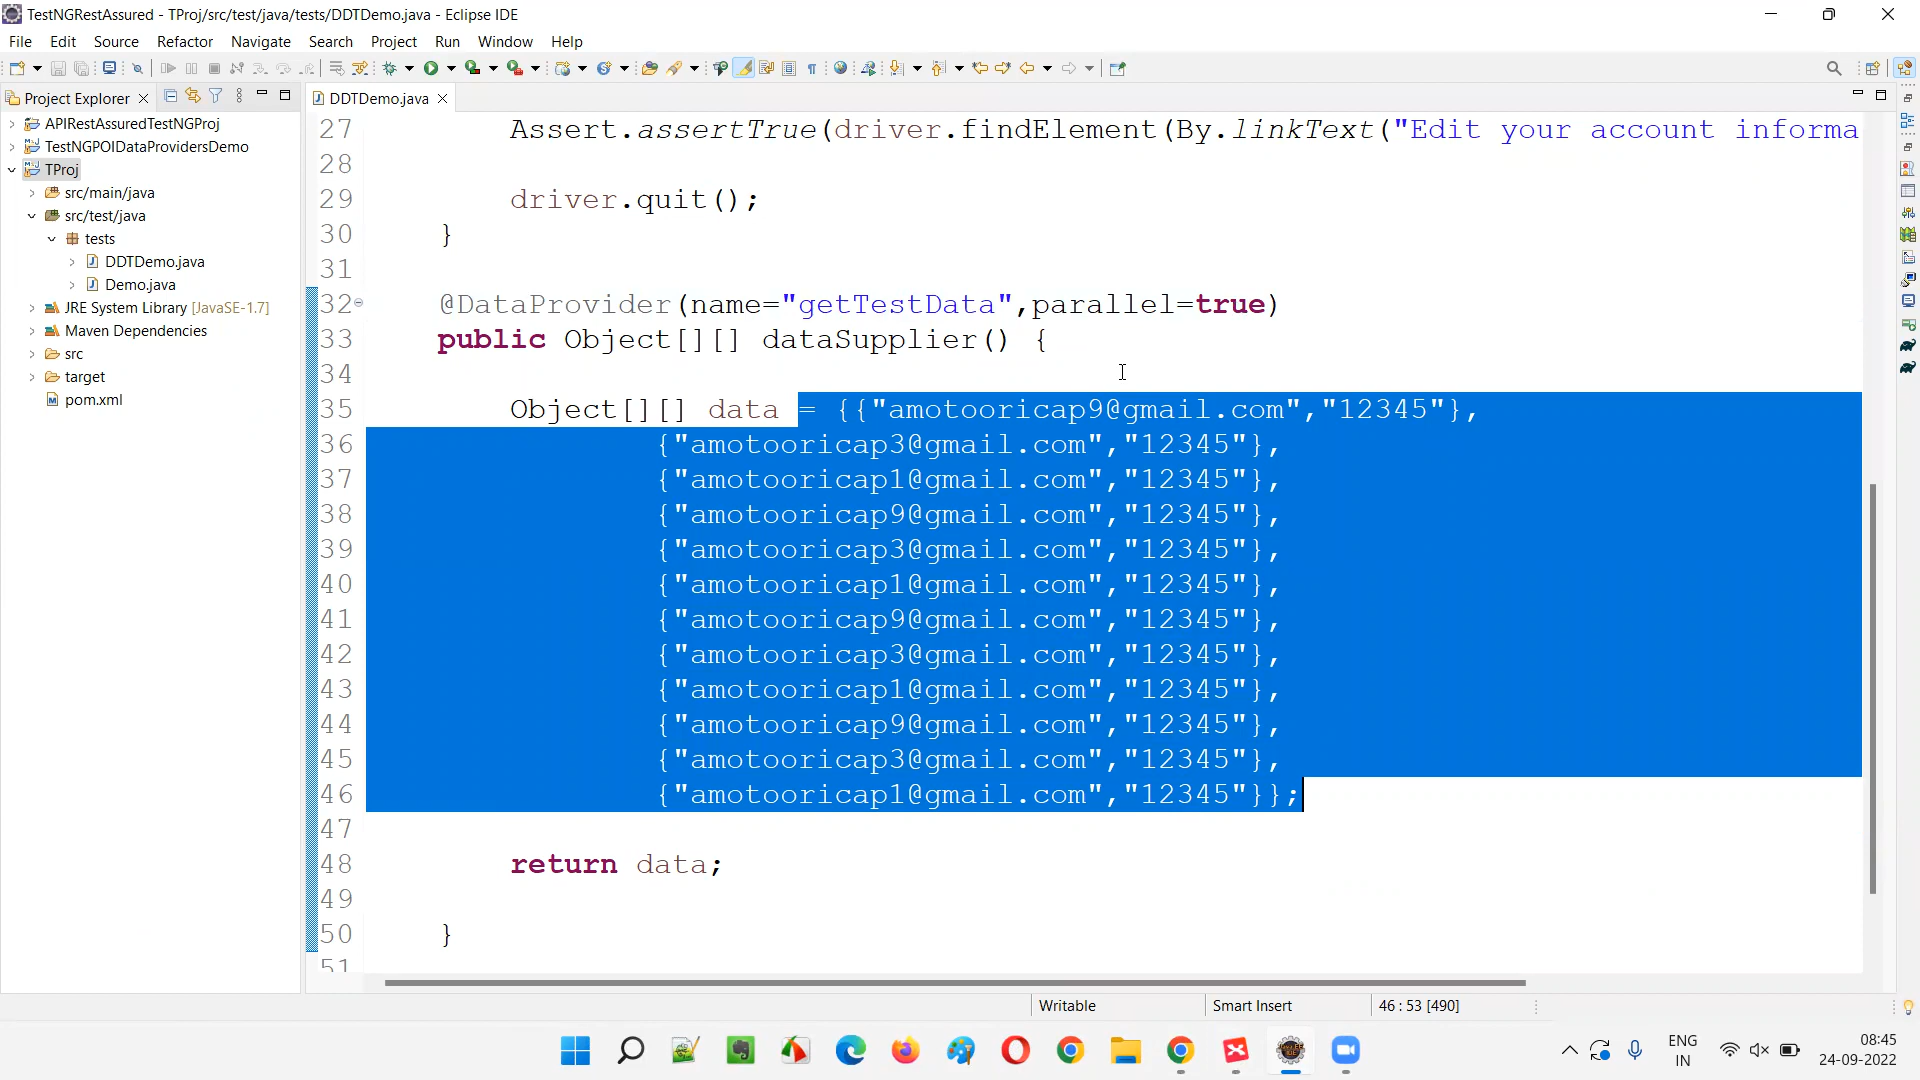 TestNGRestAssured - TProj/src/test/java/tests/DDTDemo.java - Eclipse IDE
File Edit Source Refactor Navigate Search Project Run Window Help
Project Explorer
DDTDemo.java
APIRestAssuredTestNGProj
TestNGPOIDataProvidersDemo
TProj
src/main/java
src/test/java
tests
DDTDemo.java
Demo.java
JRE System Library [JavaSE-1.7]
Maven Dependencies
src
target
pom.xml
27 Assert.assertTrue(driver.findElement(By.linkText("Edit your account informa
28
29 driver.quit();
30 }
31
32 @DataProvider(name="getTestData",parallel=true)
33 public Object[][] dataSupplier() {
34
35 Object[][] data = {{"amotooricap9@gmail.com","12345"},
36 {"amotooricap3@gmail.com","12345"},
37 {"amotooricap1@gmail.com","12345"},
38 {"amotooricap9@gmail.com","12345"},
39 {"amotooricap3@gmail.com","12345"},
40 {"amotooricap1@gmail.com","12345"},
41 {"amotooricap9@gmail.com","12345"},
42 {"amotooricap3@gmail.com","12345"},
43 {"amotooricap1@gmail.com","12345"},
44 {"amotooricap9@gmail.com","12345"},
45 {"amotooricap3@gmail.com","12345"},
46 {"amotooricap1@gmail.com","12345"}};
47
48 return data;
49
50 }
51
Writable Smart Insert 46 : 53 [490]
ENG
IN
08:45
24-09-2022